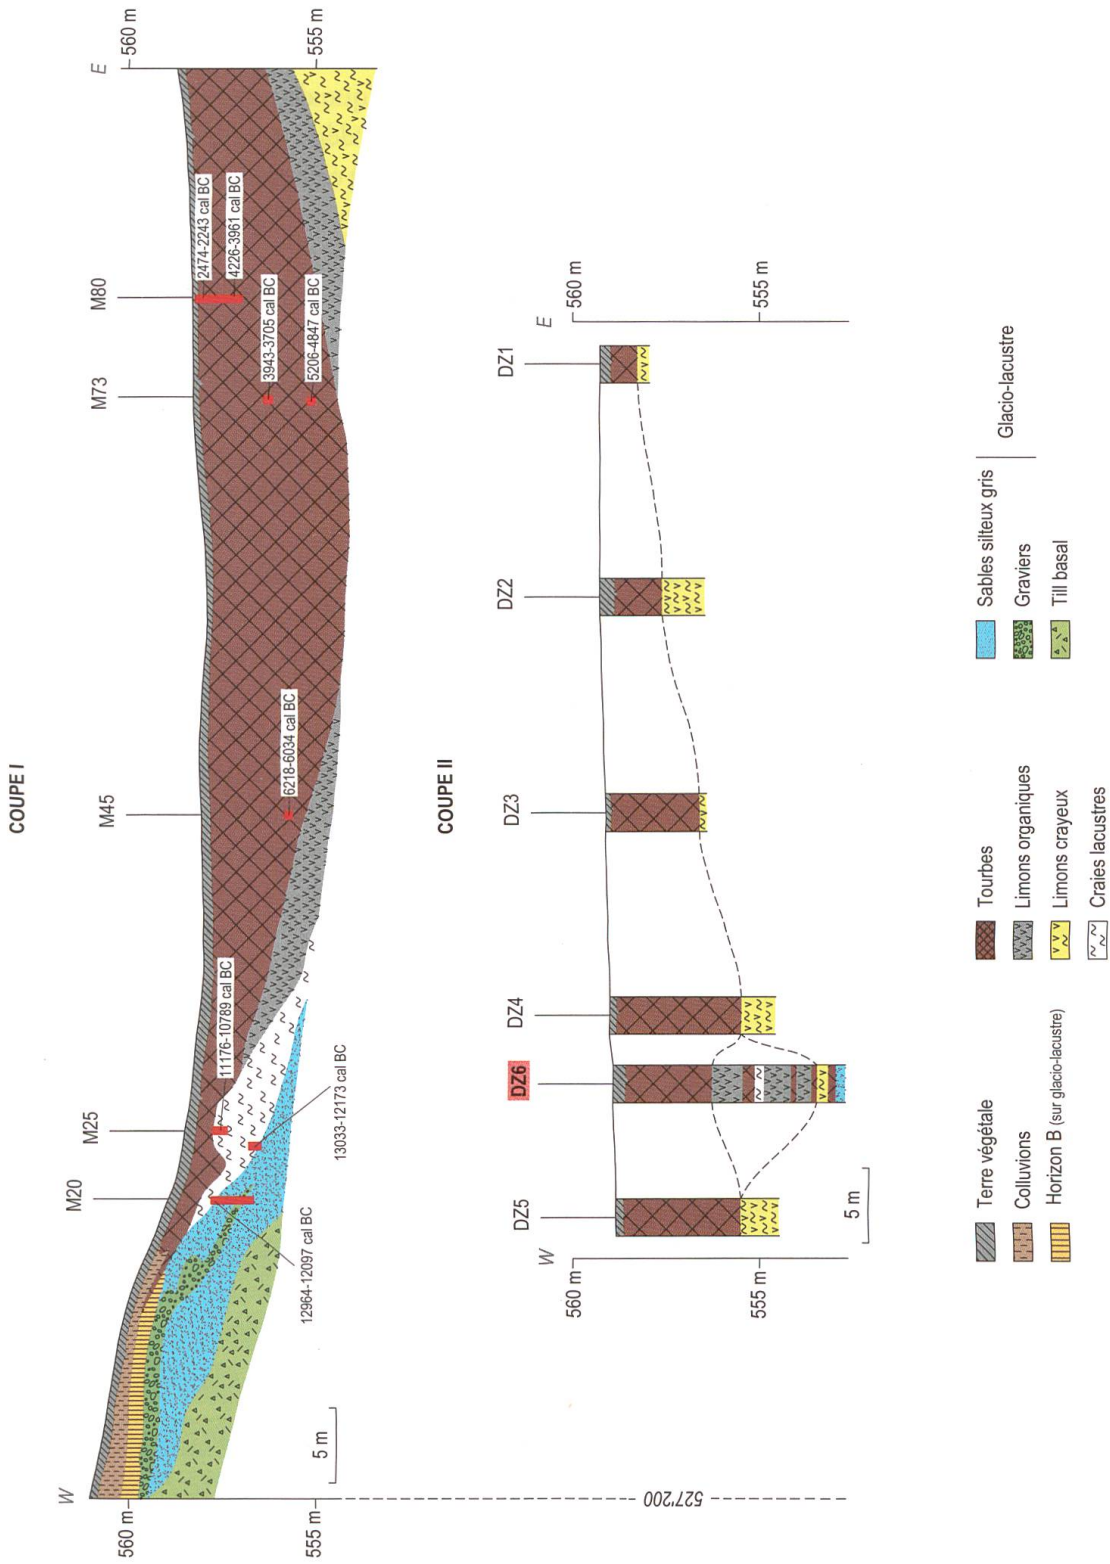 COUPE I
W
E
M20
M25
M45
M73
M80
560 m
555 m
560 m
555 m
11176-10789 cal BC
13033-12173 cal BC
12964-12097 cal BC
6218-6034 cal BC
3943-3705 cal BC
5206-4847 cal BC
2474-2243 cal BC
4226-3961 cal BC
5 m
527'200
COUPE II
W
E
DZ5
DZ6
DZ4
DZ3
DZ2
DZ1
560 m
555 m
560 m
555 m
5 m
Terre végétale
Colluvions
Horizon B (sur glacio-lacustre)
Tourbes
Limons organiques
Limons crayeux
Craies lacustres
Sables silteux gris
Graviers
Till basal
Glacio-lacustre